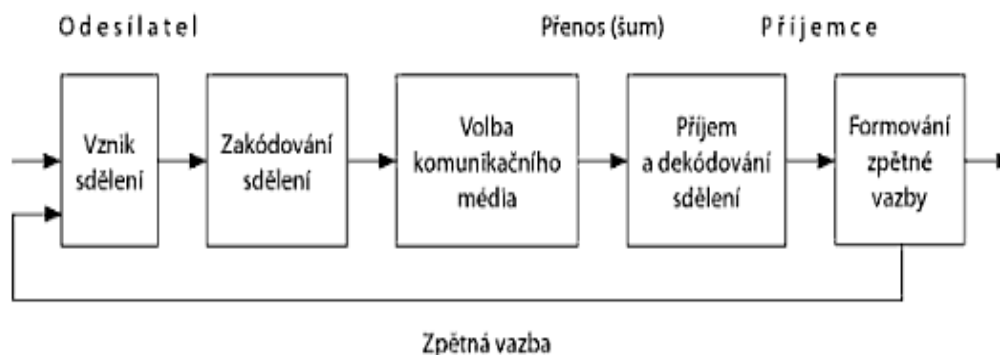 Odesílatel
Přenos (šum)
Příjemce
Vznik
sdělení
Zakódování
sdělení
Volba
komunikačního
média
Příjem
a dekódování
sdělení
Formování
zpětné
vazby
Zpětná vazba